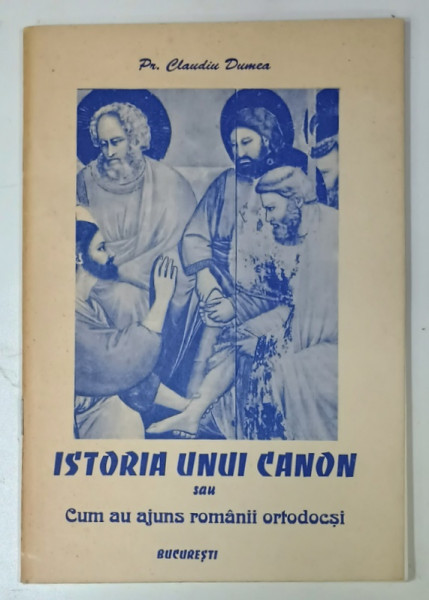 Pr. Claudiu Dumea
ISTORIA UNUI CANON
sau
Cum au ajuns românii ortodocşi
BUCUREŞTI